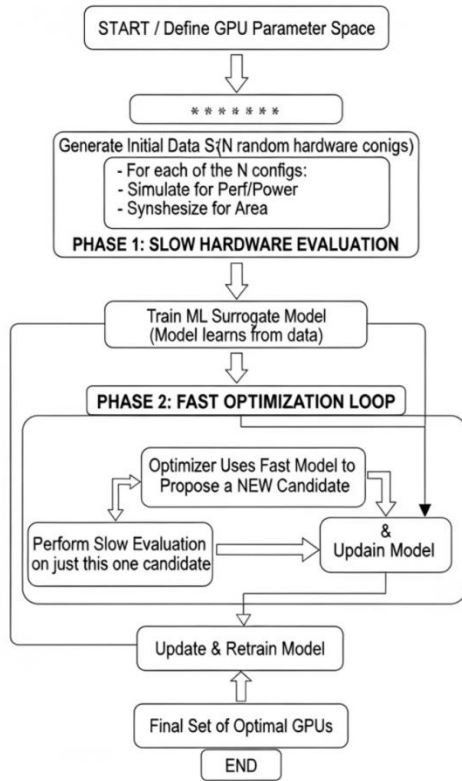 START / Define GPU Parameter Space
* * * * * * *
Generate Initial Data S:(N random hardware conigs)
- For each of the N configs:
- Simulate for Perf/Power
- Synshesize for Area
PHASE 1: SLOW HARDWARE EVALUATION
Train ML Surrogate Model
(Model learns from data)
PHASE 2: FAST OPTIMIZATION LOOP
Optimizer Uses Fast Model to
Propose a NEW Candidate
Perform Slow Evaluation
on just this one candidate
&
Updain Model
Update & Retrain Model
Final Set of Optimal GPUs
END